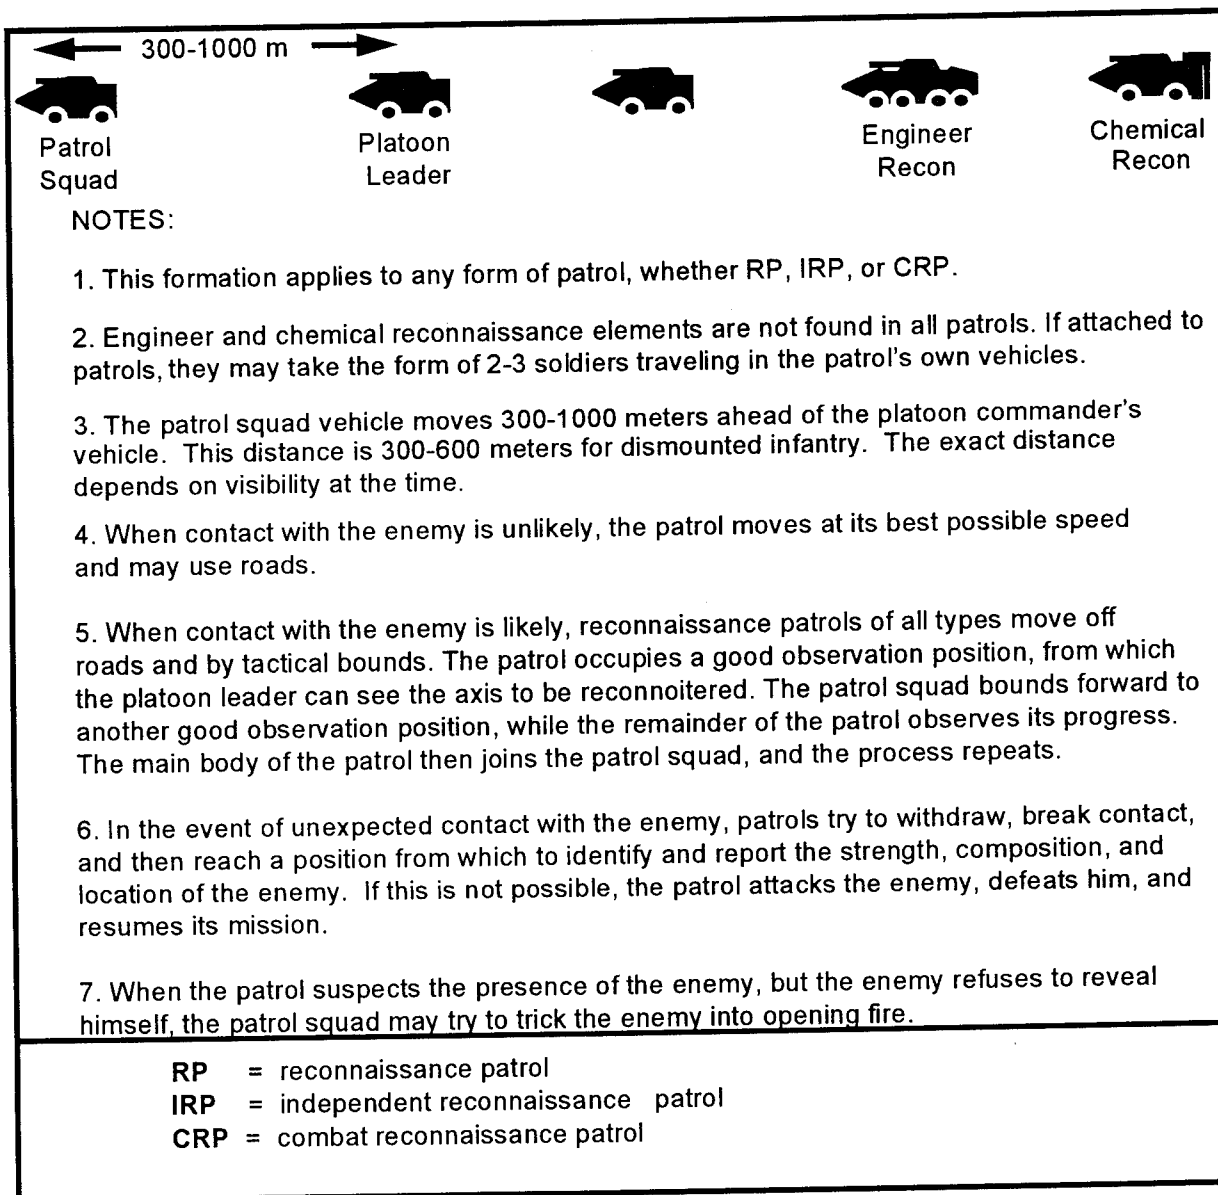 300-1000 m
Patrol
Squad
Platoon
Leader
Engineer
Recon
Chemical
Recon
NOTES:
1. This formation applies to any form of patrol, whether RP, IRP, or CRP.
2. Engineer and chemical reconnaissance elements are not found in all patrols. If attached to
patrols, they may take the form of 2-3 soldiers traveling in the patrol's own vehicles.
3. The patrol squad vehicle moves 300-1000 meters ahead of the platoon commander's
vehicle. This distance is 300-600 meters for dismounted infantry. The exact distance
depends on visibility at the time.
4. When contact with the enemy is unlikely, the patrol moves at its best possible speed
and may use roads.
5. When contact with the enemy is likely, reconnaissance patrols of all types move off
roads and by tactical bounds. The patrol occupies a good observation position, from which
the platoon leader can see the axis to be reconnoitered. The patrol squad bounds forward to
another good observation position, while the remainder of the patrol observes its progress.
The main body of the patrol then joins the patrol squad, and the process repeats.
6. In the event of unexpected contact with the enemy, patrols try to withdraw, break contact,
and then reach a position from which to identify and report the strength, composition, and
location of the enemy. If this is not possible, the patrol attacks the enemy, defeats him, and
resumes its mission.
7. When the patrol suspects the presence of the enemy, but the enemy refuses to reveal
himself, the patrol squad may try to trick the enemy into opening fire.
RP = reconnaissance patrol
IRP = independent reconnaissance patrol
CRP = combat reconnaissance patrol